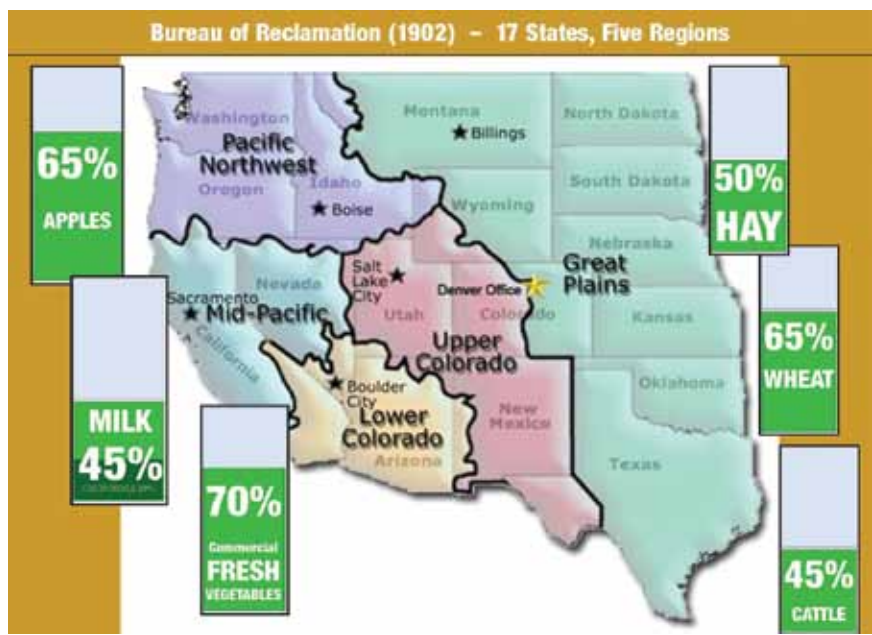 Bureau of Reclamation (1902) – 17 States, Five Regions
65%
APPLES
Washington
Pacific
Northwest
Oregon
Idaho
Boise
Montana
Billings
North Dakota
South Dakota
Wyoming
Nebraska
50%
HAY
Sacramento
Nevada
Mid-Pacific
California
Salt
Lake
City
Utah
Denver Office
Colorado
Great
Plains
Kansas
Upper
Colorado
65%
WHEAT
MILK
45%
Boulder
City
Lower
Colorado
Arizona
New
Mexico
Oklahoma
Texas
70%
Commercial
FRESH
VEGETABLES
45%
CATTLE